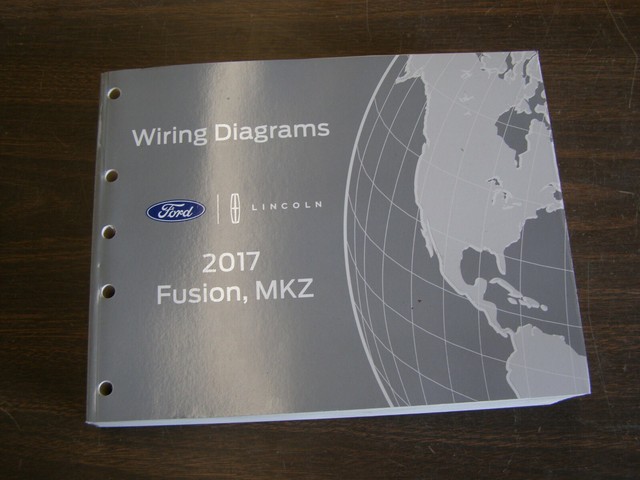 Wiring Diagrams
Ford LINCOLN
2017
Fusion, MKZ